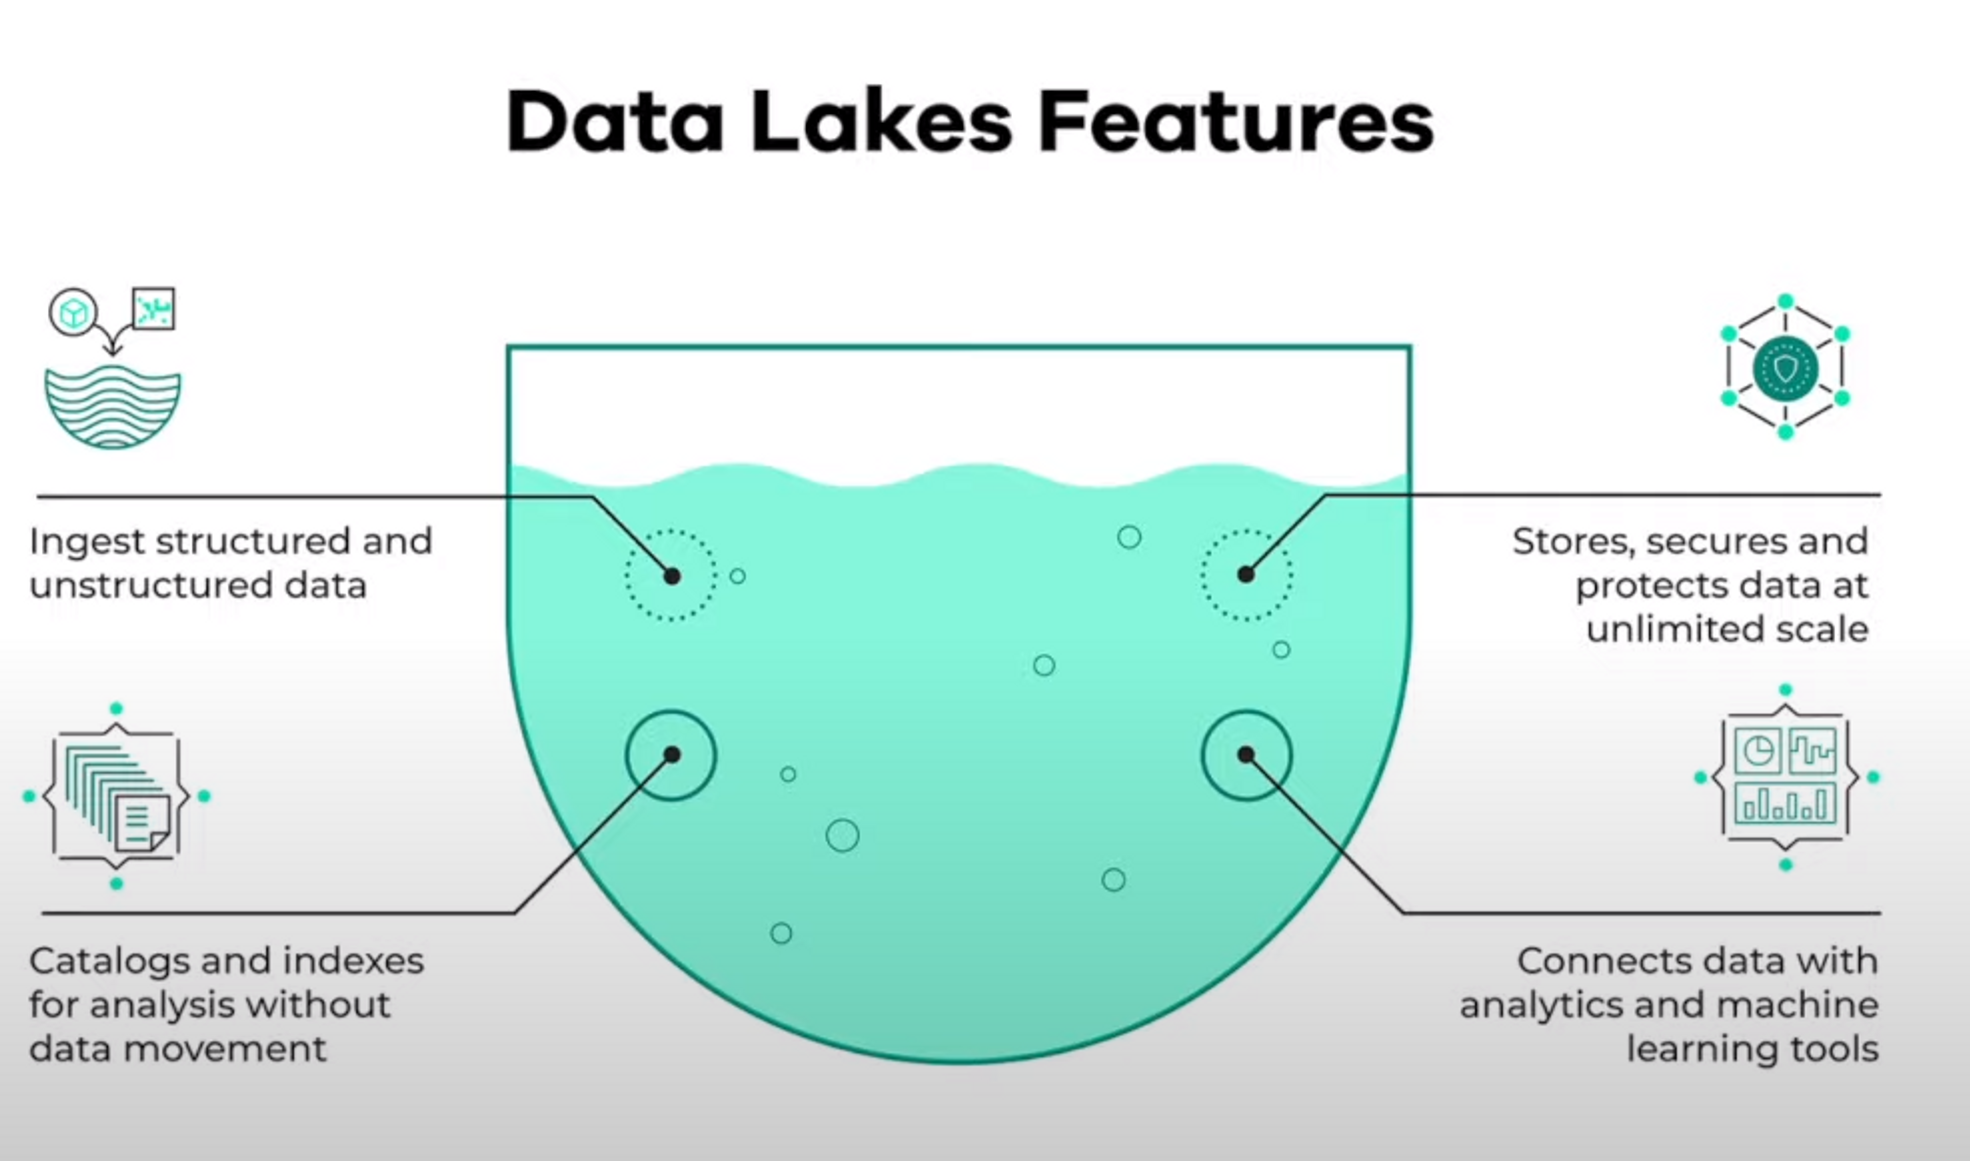 Data Lakes Features
Ingest structured and
unstructured data
Stores, secures and
protects data at
unlimited scale
Catalogs and indexes
for analysis without
data movement
Connects data with
analytics and machine
learning tools